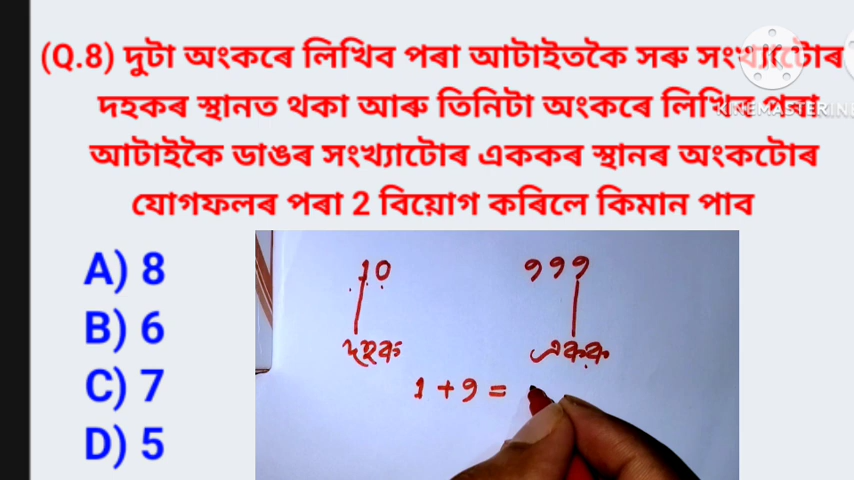 (Q.8) দুটা অংকৰে লিখিব পৰা আটাইতকৈ সৰু সংখ্যাটোৰ
দহকৰ স্থানত থকা আৰু তিনিটা অংকৰে লিখিব পৰা
KINEMASTER
আটাইকৈ ডাঙৰ সংখ্যাটোৰ এককৰ স্থানৰ অংকটোৰ
যোগফলৰ পৰা 2 বিয়োগ কৰিলে কিমান পাব
A) 8
B) 6
C) 7
D) 5
10 999
দহক একক
1 + 9 =